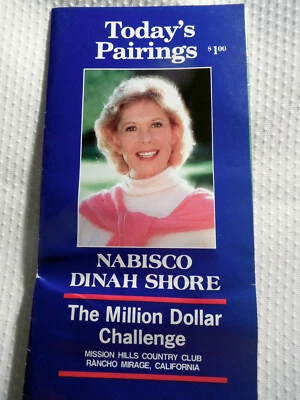 Today's
Pairings $1.00
NABISCO
DINAH SHORE
The Million Dollar
Challenge
MISSION HILLS COUNTRY CLUB
RANCHO MIRAGE, CALIFORNIA